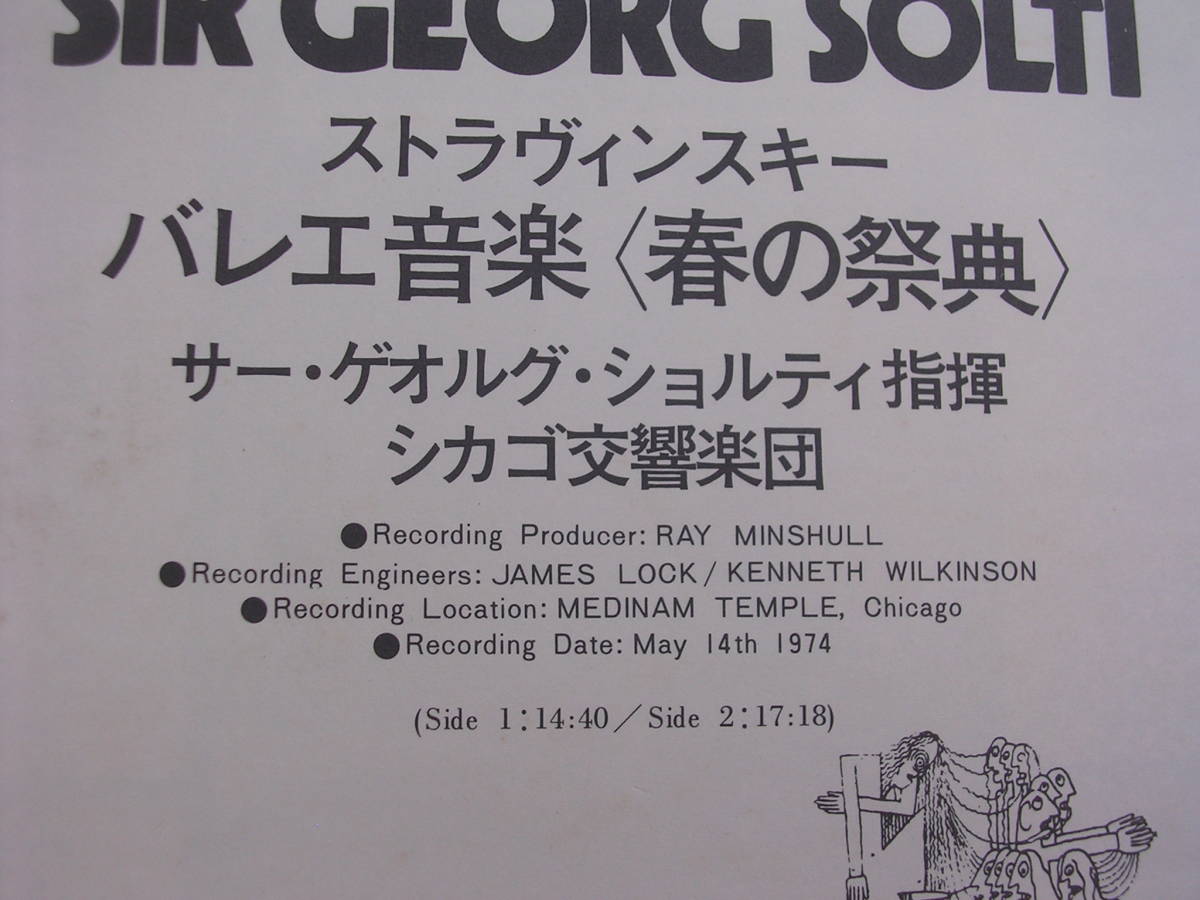 SIR GEORG SOLTI
ストラヴィンスキー
バレエ音楽〈春の祭典〉
サー・ゲオルグ・ショルティ指揮
シカゴ交響楽団
●Recording Producer: RAY MINSHULL
●Recording Engineers: JAMES LOCK / KENNETH WILKINSON
●Recording Location: MEDINAM TEMPLE, Chicago
●Recording Date: May 14th 1974
(Side 1:14:40／Side 2:17:18)